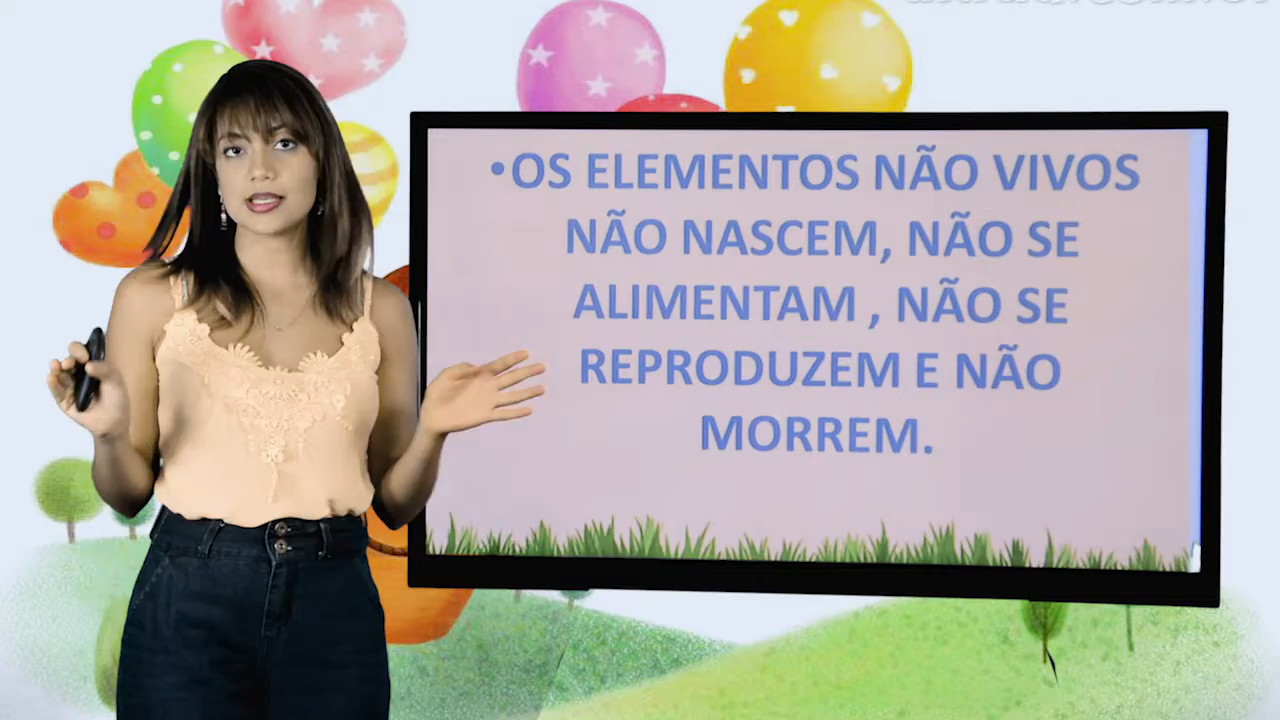 •OS ELEMENTOS NÃO VIVOS
NÃO NASCEM, NÃO SE
ALIMENTAM , NÃO SE
REPRODUZEM E NÃO
MORREM.